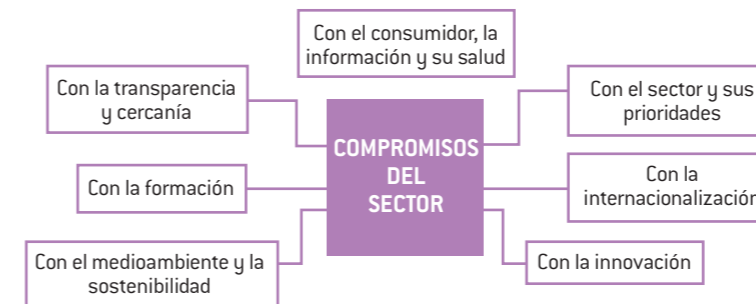 Con el consumidor, la
información y su salud
Con la transparencia
y cercanía
Con el sector y sus
prioridades
COMPROMISOS
DEL
SECTOR
Con la formación
Con la
internacionalización
Con el medioambiente y la
sostenibilidad
Con la innovación